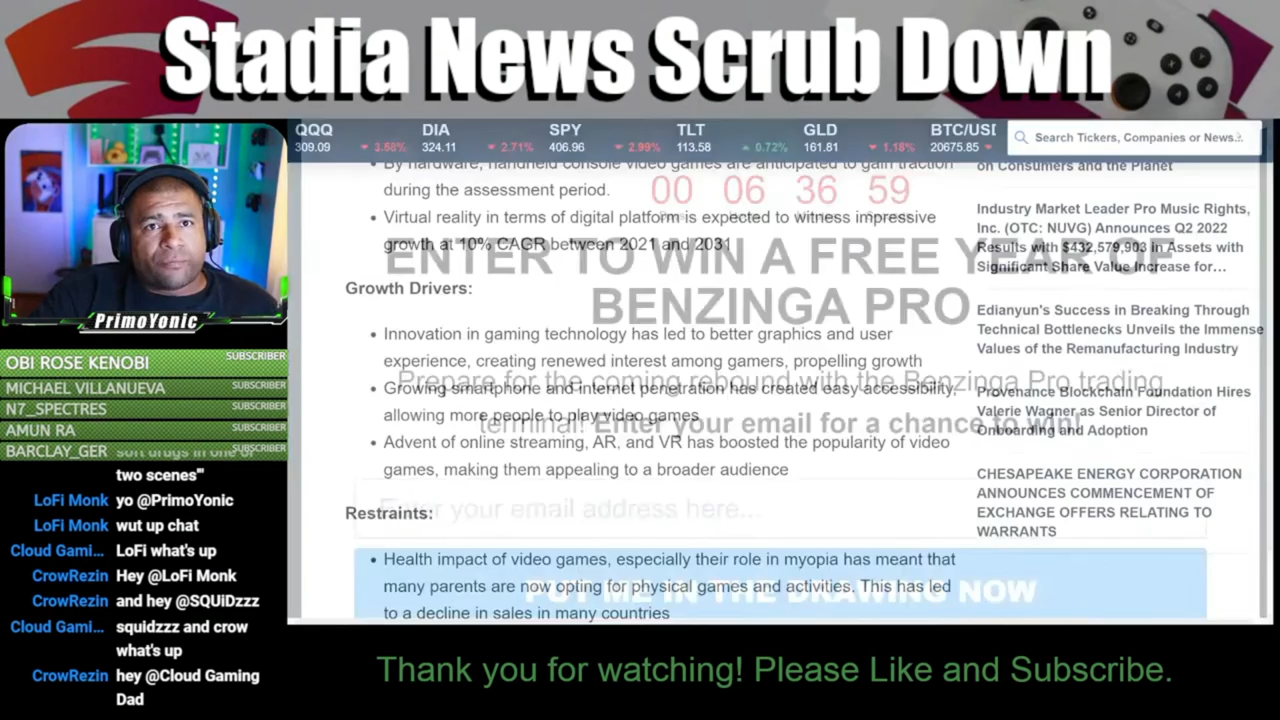 Stadia News Scrub Down
QQQ
309.09
3.58%
DIA
324.11
2.71%
SPY
406.96
2.99%
TLT
113.58
0.72%
GLD
161.81
1.18%
BTC/USD
20675.85
Search Tickers, Companies or News...
By hardware, handheld console video games are anticipated to gain traction
during the assessment period.
00 06 36 59
Virtual reality in terms of digital platform is expected to witness impressive
growth at 10% CAGR between 2021 and 2031
ENTER TO WIN A FREE YEAR OF
BENZINGA PRO
Growth Drivers:
Innovation in gaming technology has led to better graphics and user
experience, creating renewed interest among gamers, propelling growth
Prepare for the coming rebound with the Benzinga Pro trading
terminal! Enter your email for a chance to win!
Growing smartphone and internet penetration has created easy accessibility,
allowing more people to play video games
Advent of online streaming, AR, and VR has boosted the popularity of video
games, making them appealing to a broader audience
Enter your email address here...
Restraints:
Health impact of video games, especially their role in myopia has meant that
many parents are now opting for physical games and activities. This has led
to a decline in sales in many countries
PUT ME IN THE DRAWING NOW
on Consumers and the Planet
Industry Market Leader Pro Music Rights,
Inc. (OTC: NUVG) Announces Q2 2022
Results with $432,579,903 in Assets with
Significant Share Value Increase for...
Edianyun's Success in Breaking Through
Technical Bottlenecks Unveils the Immense
Values of the Remanufacturing Industry
Provenance Blockchain Foundation Hires
Valerie Wagner as Senior Director of
Onboarding and Adoption
CHESAPEAKE ENERGY CORPORATION
ANNOUNCES COMMENCEMENT OF
EXCHANGE OFFERS RELATING TO
WARRANTS
PrimoYonic
OBI ROSE KENOBI SUBSCRIBER
MICHAEL VILLANUEVA SUBSCRIBER
N7_SPECTRES SUBSCRIBER
AMUN RA SUBSCRIBER
BARCLAY_GER SUBSCRIBER
soft drugs in one of
two scenes"'
LoFi Monk yo @PrimoYonic
LoFi Monk wut up chat
Cloud Gami... LoFi what's up
CrowRezin Hey @LoFi Monk
CrowRezin and hey @SQUiDzzz
Cloud Gami... squidzzz and crow
what's up
CrowRezin hey @Cloud Gaming
Dad
Thank you for watching! Please Like and Subscribe.